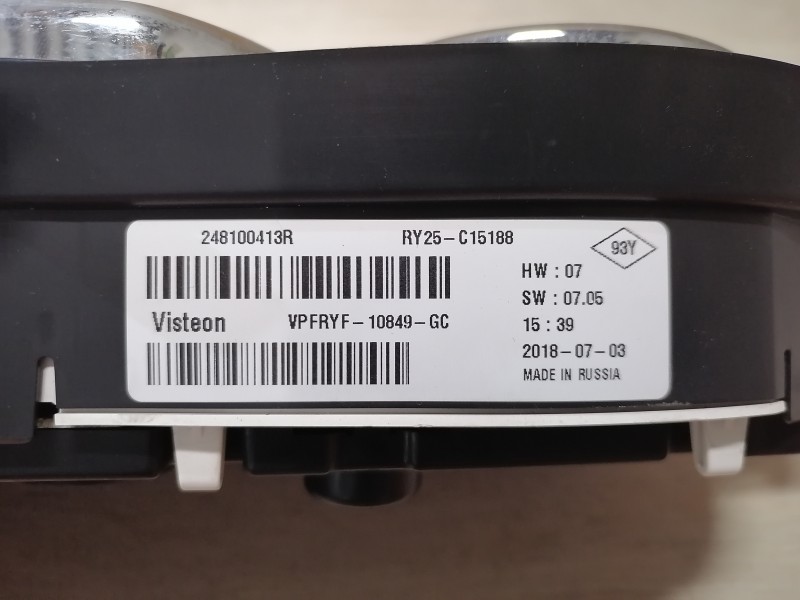 248100413R RY25-C15188
93Y
HW : 07
SW : 07.05
Visteon VPFRYF-10849-GC
15 : 39
2018-07-03
MADE IN RUSSIA